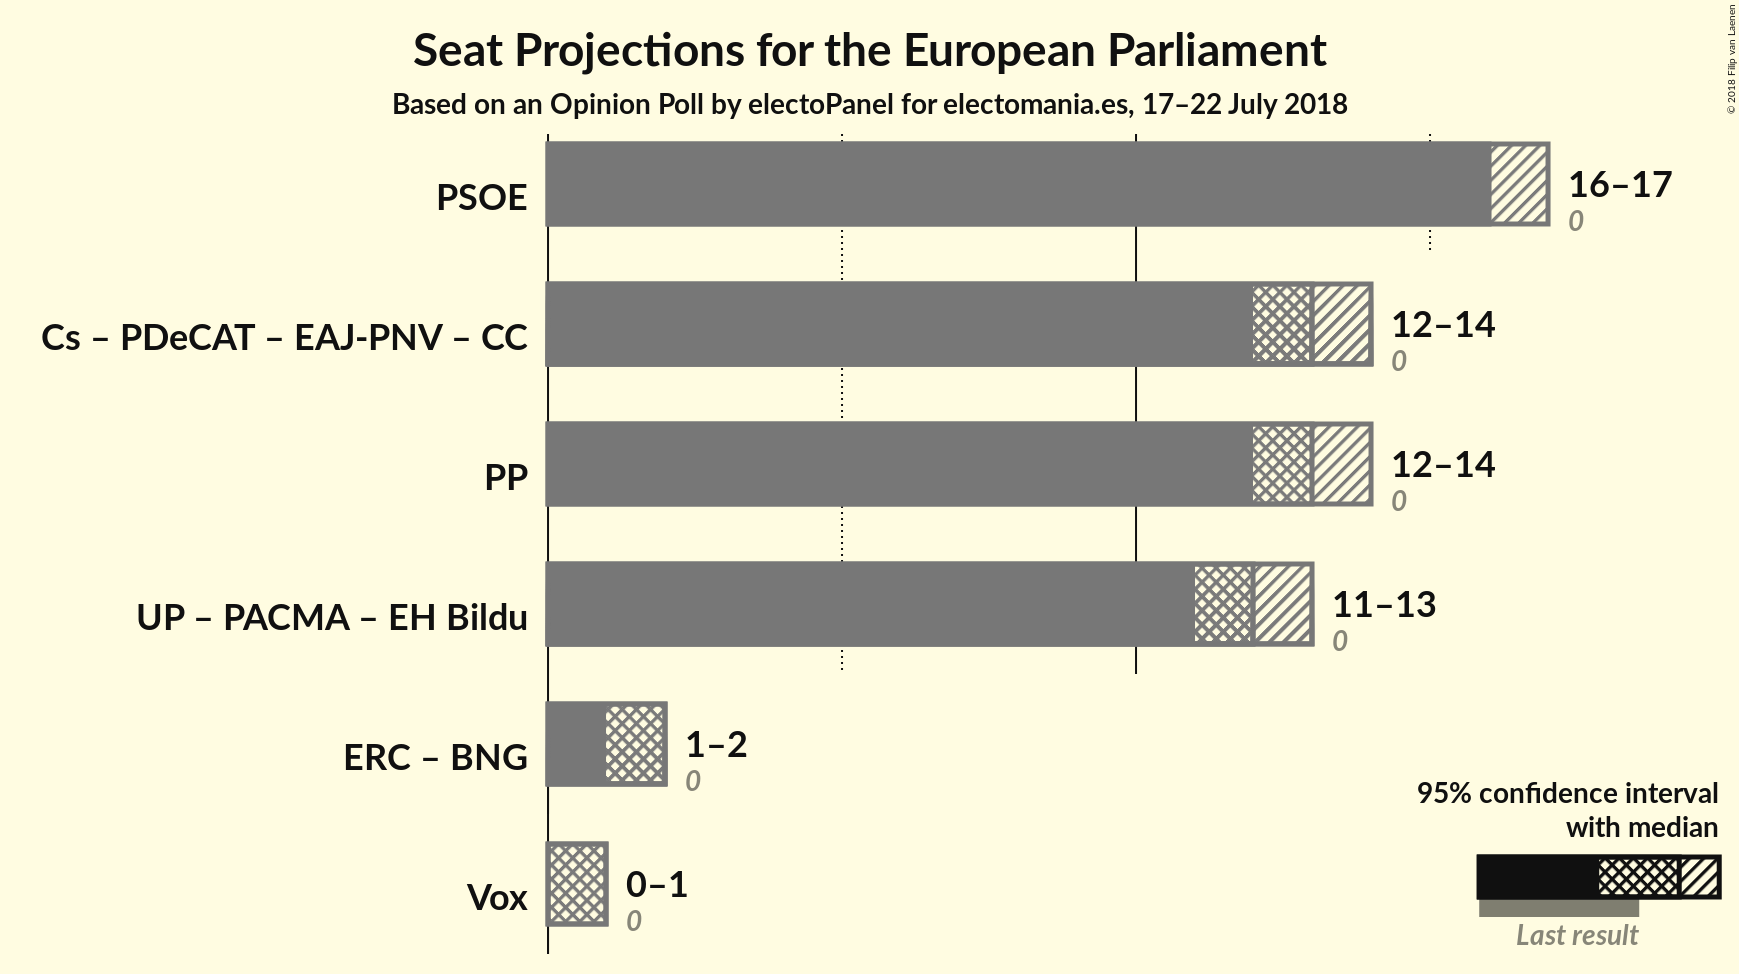 Seat Projections for the European Parliament
Based on an Opinion Poll by electoPanel for electomania.es, 17–22 July 2018
© 2018 Filip van Laenen
PSOE
16–17
0
Cs – PDeCAT – EAJ-PNV – CC
12–14
0
PP
12–14
0
UP – PACMA – EH Bildu
11–13
0
ERC – BNG
1–2
0
Vox
0–1
0
95% confidence interval
with median
Last result